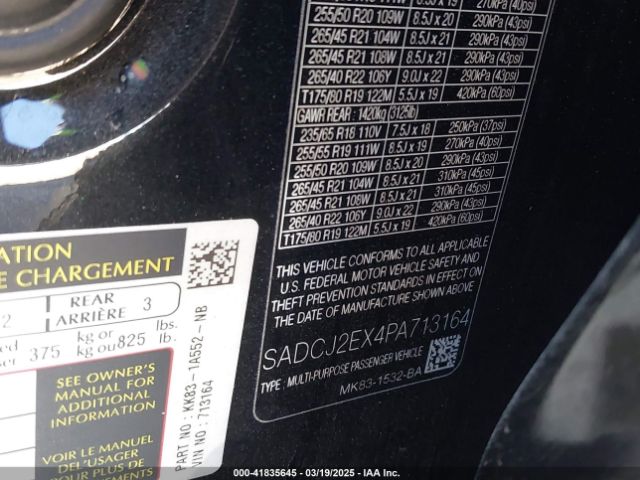 270kPa (40psi)
255/50 R20 109W 8.5J x 20 290kPa (43psi)
265/45 R21 104W 8.5J x 21 290kPa (43psi)
265/45 R21 108W 8.5J x 21 290kPa (43psi)
265/40 R22 106Y 9.0J x 22 290kPa (43psi)
T175/80 R19 122M 5.5J x 19 420kPa (60psi)
GAWR REAR : 1420kg (3125lb)
235/65 R18 110V 7.5J x 18 250kPa (37psi)
255/55 R19 111W 8.5J x 19 270kPa (40psi)
255/50 R20 109W 8.5J x 20 290kPa (43psi)
265/45 R21 104W 8.5J x 21 310kPa (45psi)
265/45 R21 108W 8.5J x 21 310kPa (45psi)
265/40 R22 106Y 9.0J x 22 290kPa (43psi)
T175/80 R19 122M 5.5J x 19 420kPa (60psi)
THIS VEHICLE CONFORMS TO ALL APPLICABLE
U.S. FEDERAL MOTOR VEHICLE SAFETY AND
THEFT PREVENTION STANDARDS IN EFFECT ON
THE DATE OF MANUFACTURE SHOWN ABOVE.
SADCJ2EX4PA713164
TYPE : MULTI-PURPOSE PASSENGER VEHICLE
MK83-1532-BA
CHARGEMENT
2 REAR ARRIÈRE 3
375 kg or kg ou 825 lbs. lb.
SEE OWNER'S
MANUAL FOR
ADDITIONAL
INFORMATION
VOIR LE MANUEL
DE L'USAGER
POUR PLUS DE
PART NO : KK83-1A552-NB
VIN NO : 713164
000-41835645 - 03/19/2025 - IAA Inc.